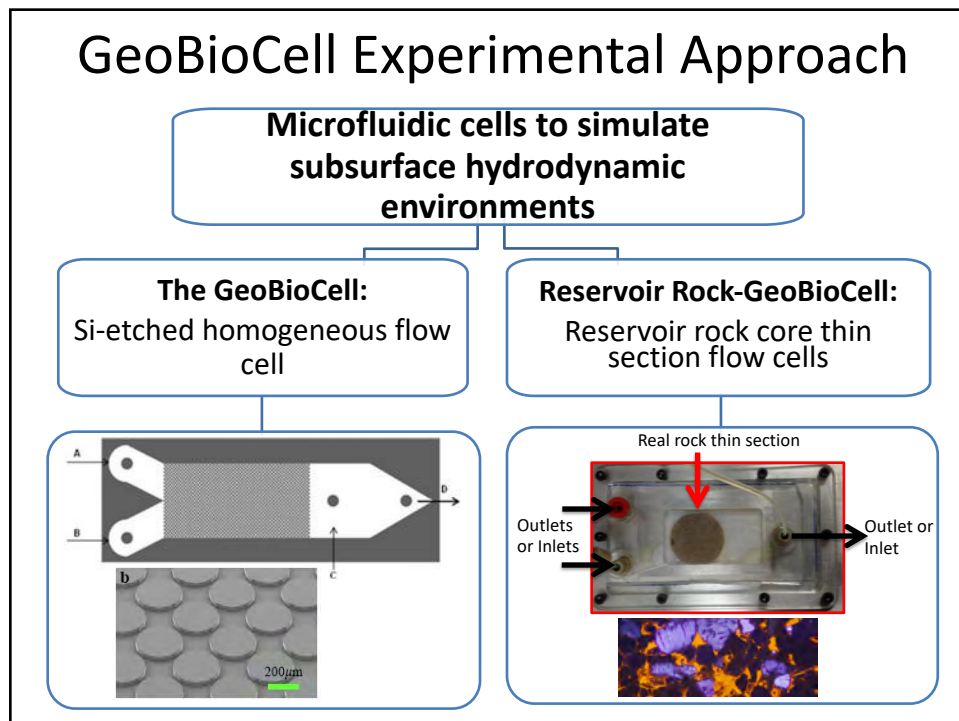 GeoBioCell Experimental Approach
Microfluidic cells to simulate
subsurface hydrodynamic
environments
The GeoBioCell:
Si-etched homogeneous flow
cell
Reservoir Rock-GeoBioCell:
Reservoir rock core thin
section flow cells
A
B
C
D
b
200μm
Real rock thin section
Outlets
or Inlets
Outlet or
Inlet